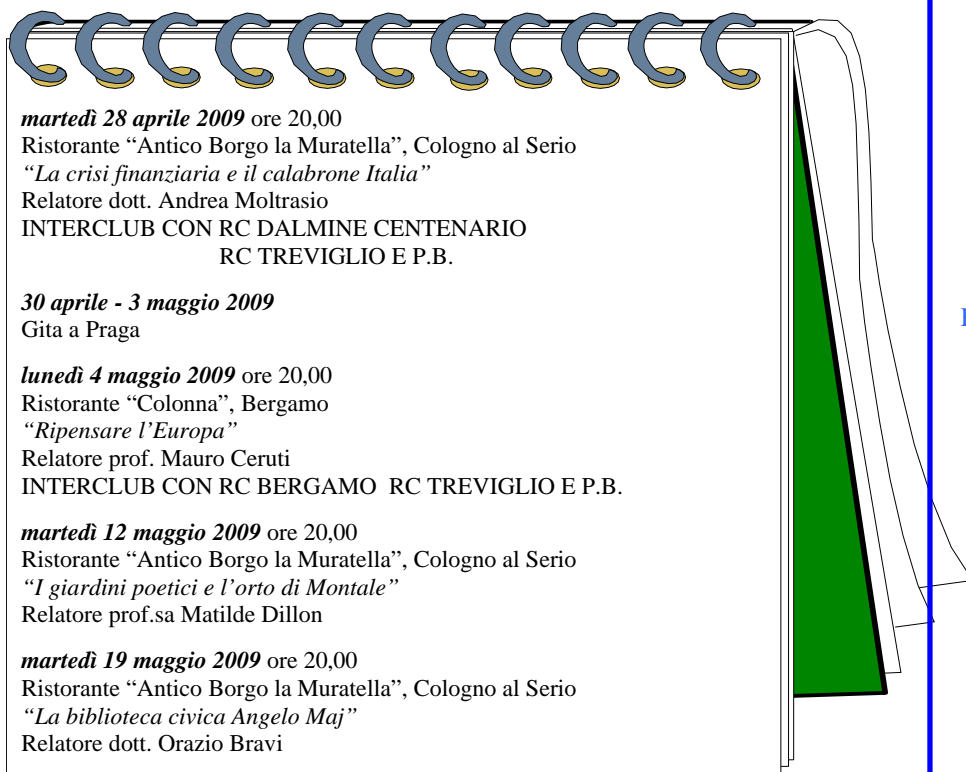 martedì 28 aprile 2009 ore 20,00
Ristorante “Antico Borgo la Muratella”, Cologno al Serio
“La crisi finanziaria e il calabrone Italia”
Relatore dott. Andrea Moltrasio
INTERCLUB CON RC DALMINE CENTENARIO
RC TREVIGLIO E P.B.
30 aprile - 3 maggio 2009
Gita a Praga
lunedì 4 maggio 2009 ore 20,00
Ristorante “Colonna”, Bergamo
“Ripensare l’Europa”
Relatore prof. Mauro Ceruti
INTERCLUB CON RC BERGAMO RC TREVIGLIO E P.B.
martedì 12 maggio 2009 ore 20,00
Ristorante “Antico Borgo la Muratella”, Cologno al Serio
“I giardini poetici e l’orto di Montale”
Relatore prof.sa Matilde Dillon
martedì 19 maggio 2009 ore 20,00
Ristorante “Antico Borgo la Muratella”, Cologno al Serio
“La biblioteca civica Angelo Maj”
Relatore dott. Orazio Bravi